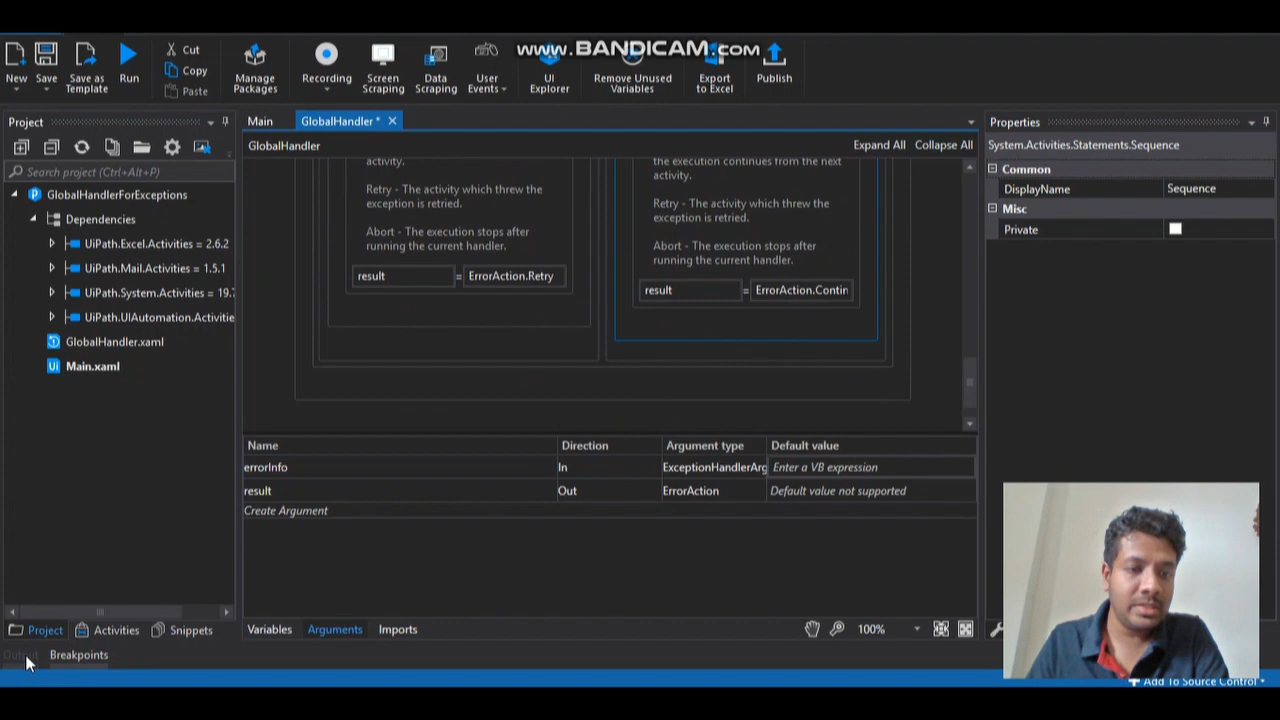 www.BANDICAM.com
New
Save
Save as
Template
Run
Cut
Copy
Paste
Manage
Packages
Recording
Screen
Scraping
Data
Scraping
User
Events
UI
Explorer
Remove Unused
Variables
Export
to Excel
Publish
Project
Search project (Ctrl+Alt+P)
GlobalHandlerForExceptions
Dependencies
UiPath.Excel.Activities = 2.6.2
UiPath.Mail.Activities = 1.5.1
UiPath.System.Activities = 19.
UiPath.UIAutomation.Activitie
GlobalHandler.xaml
Ui Main.xaml
Project
Activities
Snippets
Main
GlobalHandler *
GlobalHandler
Expand All
Collapse All
activity.
Retry - The activity which threw the
exception is retried.
Abort - The execution stops after
running the current handler.
result = ErrorAction.Retry
the execution continues from the next
activity.
Retry - The activity which threw the
exception is retried.
Abort - The execution stops after
running the current handler.
result = ErrorAction.Contin
Name Direction Argument type Default value
errorInfo In ExceptionHandlerArg Enter a VB expression
result Out ErrorAction Default value not supported
Create Argument
Variables
Arguments
Imports
100%
Properties
System.Activities.Statements.Sequence
Common
DisplayName Sequence
Misc
Private
Output
Breakpoints
Add To Source Control